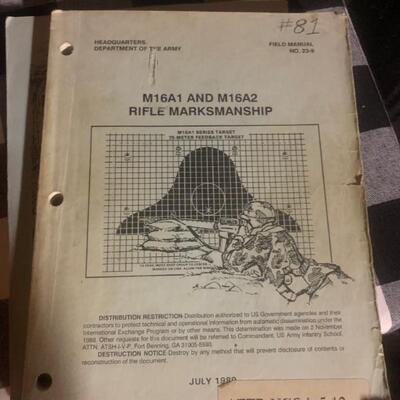 #81
HEADQUARTERS,
DEPARTMENT OF THE ARMY
FIELD MANUAL
NO. 23-9
M16A1 AND M16A2
RIFLE MARKSMANSHIP
M16A1 SERIES TARGET
25-METER FEEDBACK TARGET
DISTRIBUTION RESTRICTION: Distribution authorized to US Government agencies and their
contractors to protect technical and operational information from automatic dissemination under the
International Exchange Program or by other means. This determination was made on 2 November
1988. Other requests for this document will be referred to Commandant, US Army Infantry School,
ATTN: ATSH-I-V-P, Fort Benning, GA 31905-5593.
DESTRUCTION NOTICE: Destroy by any method that will prevent disclosure of contents or
reconstruction of the document.
JULY 1989